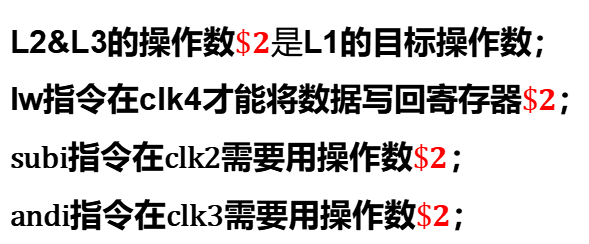 L2&L3的操作数$2是L1的目标操作数；
lw指令在clk4才能将数据写回寄存器$2；
subi指令在clk2需要用操作数$2；
andi指令在clk3需要用操作数$2；